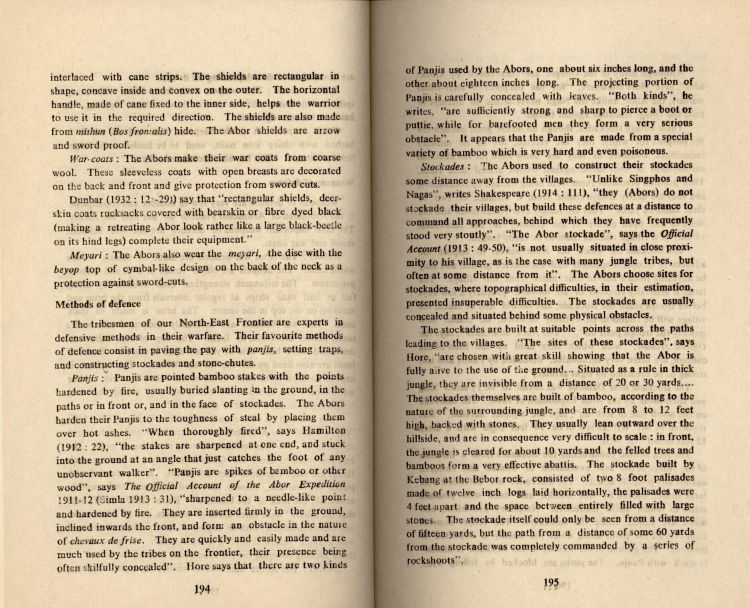 interlaced with cane strips. The shields are rectangular in
shape, concave inside and convex on the outer. The horizontal
handle, made of cane fixed to the inner side, helps the warrior
to use it in the required direction. The shields are also made
from mithun (Bos frontalis) hide. The Abor shields are arrow
and sword proof.
War-coats : The Abors make their war coats from coarse
wool. These sleeveless coats with open breasts are decorated
on the back and front and give protection from sword cuts.
Dunbar (1932 : 12-29)) say that "rectangular shields, deer-
skin coats rucksacks covered with bearskin or fibre dyed black
(making a retreating Abor look rather like a large black-beetle
on its hind legs) complete their equipment."
Meyari : The Abors also wear the meyari, the disc with the
beyop top of cymbal-like design on the back of the neck as a
protection against sword-cuts.
Methods of defence
The tribesmen of our North-East Frontier are experts in
defensive methods in their warfare. Their favourite methods
of defence consist in paving the pay with panjis, setting traps,
and constructing stockades and stone-chutes.
Panjis : Panjis are pointed bamboo stakes with the points
hardened by fire, usually buried slanting in the ground, in the
paths or in front or, and in the face of stockades. The Abors
harden their Panjis to the toughness of steal by placing them
over hot ashes. "When thoroughly fired", says Hamilton
(1912 : 22), "the stakes are sharpened at one end, and stuck
into the ground at an angle that just catches the foot of any
unobservant walker". "Panjis are spikes of bamboo or other
wood", says The Official Account of the Abor Expedition
1911-12 (Simla 1913 : 31), "sharpened to a needle-like point
and hardened by fire. They are inserted firmly in the ground,
inclined inwards the front, and form an obstacle in the nature
of chevaux de frise. They are quickly and easily made and are
much used by the tribes on the frontier, their presence being
often skilfully concealed". Hore says that there are two kinds
194
of Panjis used by the Abors, one about six inches long, and the
other about eighteen inches long. The projecting portion of
Panjis is carefully concealed with leaves. "Both kinds", he
writes, "are sufficiently strong and sharp to pierce a boot or
puttie, while for barefooted men they form a very serious
obstacle". It appears that the Panjis are made from a special
variety of bamboo which is very hard and even poisonous.
Stockades : The Abors used to construct their stockades
some distance away from the villages. "Unlike Singphos and
Nagas", writes Shakespeare (1914 : 111), "they (Abors) do not
stockade their villages, but build these defences at a distance to
command all approaches, behind which they have frequently
stood very stoutly". "The Abor stockade", says the Official
Account (1913 : 49-50), "is not usually situated in close proxi-
mity to his village, as is the case with many jungle tribes, but
often at some distance from it". The Abors choose sites for
stockades, where topographical difficulties, in their estimation,
presented insuperable difficulties. The stockades are usually
concealed and situated behind some physical obstacles.
The stockades are built at suitable points across the paths
leading to the villages. "The sites of these stockades", says
Hore, "are chosen with great skill showing that the Abor is
fully alive to the use of the ground... Situated as a rule in thick
jungle, they are invisible from a distance of 20 or 30 yards....
The stockades themselves are built of bamboo, according to the
nature of the surrounding jungle, and are from 8 to 12 feet
high, backed with stones. They usually lean outward over the
hillside, and are in consequence very difficult to scale : in front,
the jungle is cleared for about 10 yards and the felled trees and
bamboos form a very effective abattis. The stockade built by
Kebang at the Bebor rock, consisted of two 8 foot palisades
made of twelve inch logs laid horizontally, the palisades were
4 feet apart and the space between entirely filled with large
stones. The stockade itself could only be seen from a distance
of fifteen yards, but the path from a distance of some 60 yards
from the stockade was completely commanded by a series of
rockshoots".
195